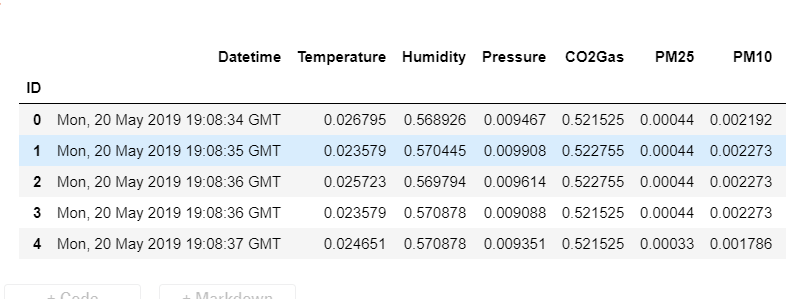 Datetime Temperature Humidity Pressure CO2Gas PM25 PM10
ID
0 Mon, 20 May 2019 19:08:34 GMT 0.026795 0.568926 0.009467 0.521525 0.00044 0.002192
1 Mon, 20 May 2019 19:08:35 GMT 0.023579 0.570445 0.009908 0.522755 0.00044 0.002273
2 Mon, 20 May 2019 19:08:36 GMT 0.025723 0.569794 0.009614 0.522755 0.00044 0.002273
3 Mon, 20 May 2019 19:08:36 GMT 0.023579 0.570878 0.009088 0.521525 0.00044 0.002273
4 Mon, 20 May 2019 19:08:37 GMT 0.024651 0.570878 0.009351 0.521525 0.00033 0.001786
+ Code + Markdown